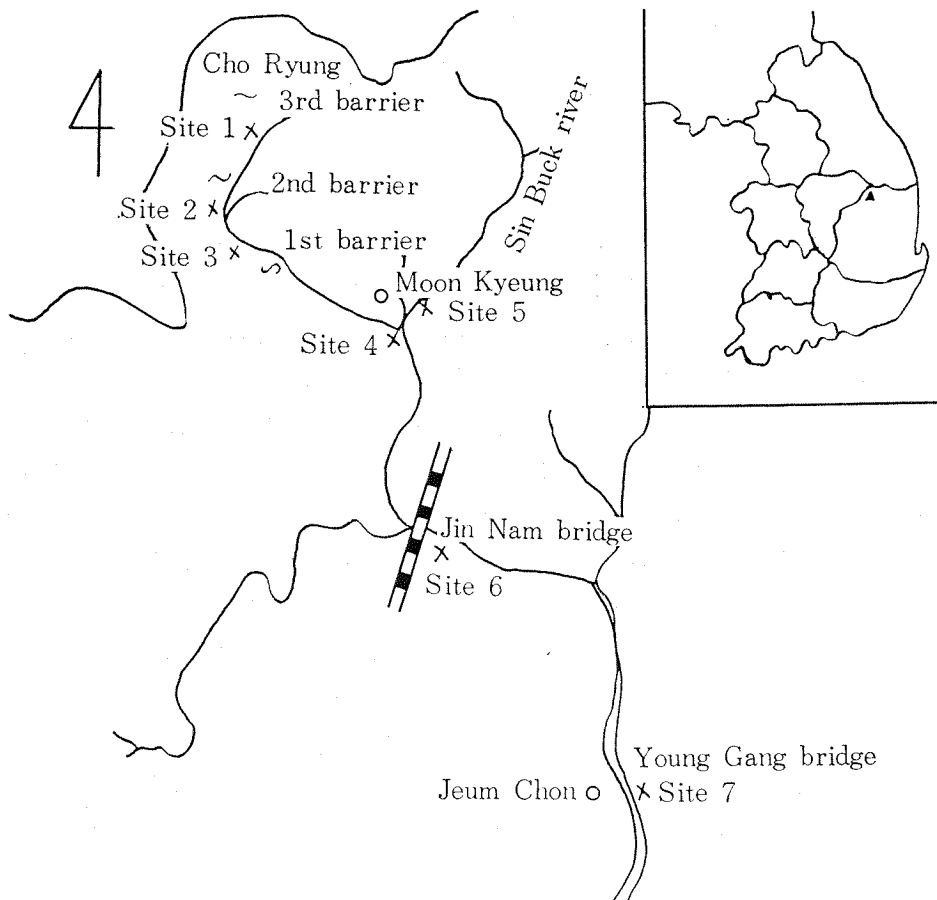 Cho Ryung
3rd barrier
Site 1
2nd barrier
Site 2
1st barrier
Site 3
Sin Buck river
Moon Kyeung
Site 5
Site 4
Jin Nam bridge
Site 6
Young Gang bridge
Jeum Chon
Site 7